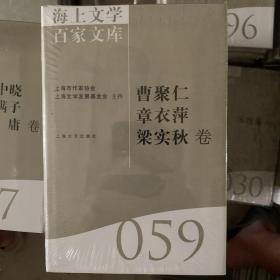 海上文学
百家文库
上海市作家协会
上海文学发展基金会 主持
曹聚仁
章衣萍
梁实秋 卷
上海文艺出版社
059
中晓
满子
庸 卷
7
96
030